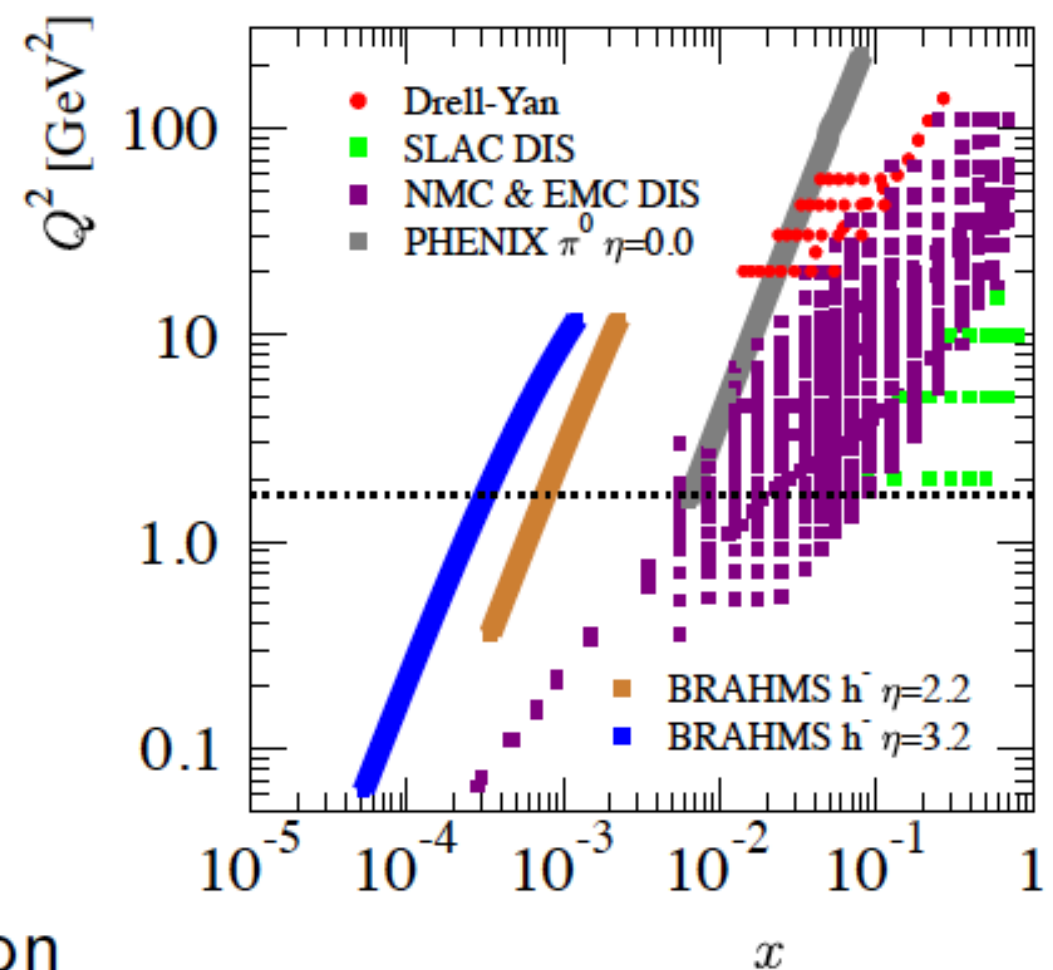 Q² [GeV²]
100
10
1.0
0.1
Drell-Yan
SLAC DIS
NMC & EMC DIS
PHENIX π⁰ η=0.0
BRAHMS h⁻ η=2.2
BRAHMS h⁻ η=3.2
10⁻⁵ 10⁻⁴ 10⁻³ 10⁻² 10⁻¹ 1
x
on